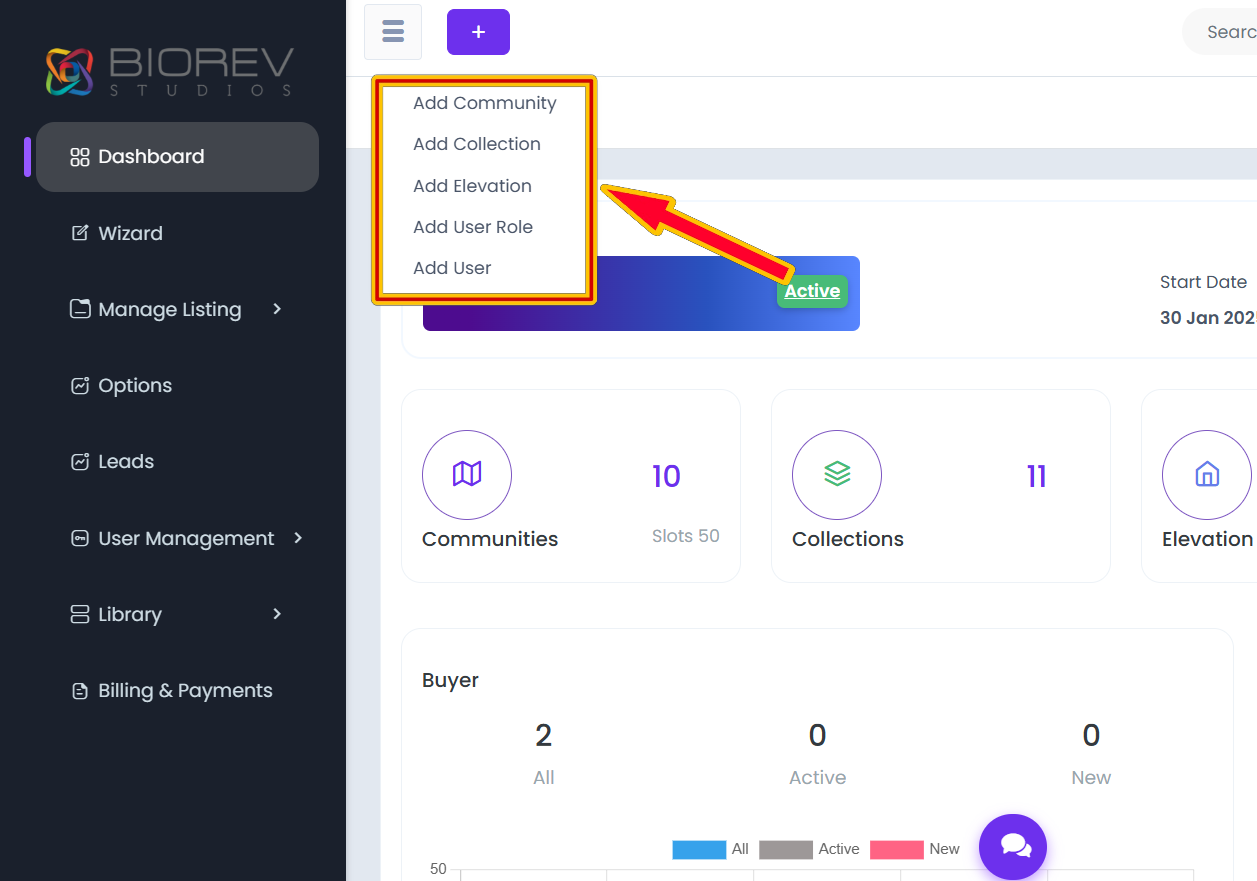 BIOREV
STUDIOS
Dashboard
Wizard
Manage Listing
Options
Leads
User Management
Library
Billing & Payments
+
Searc
Add Community
Add Collection
Add Elevation
Add User Role
Add User
Active
Start Date
30 Jan 202
10
Communities
Slots 50
11
Collections
Elevation
Buyer
2
0
0
All
Active
New
All
Active
New
50